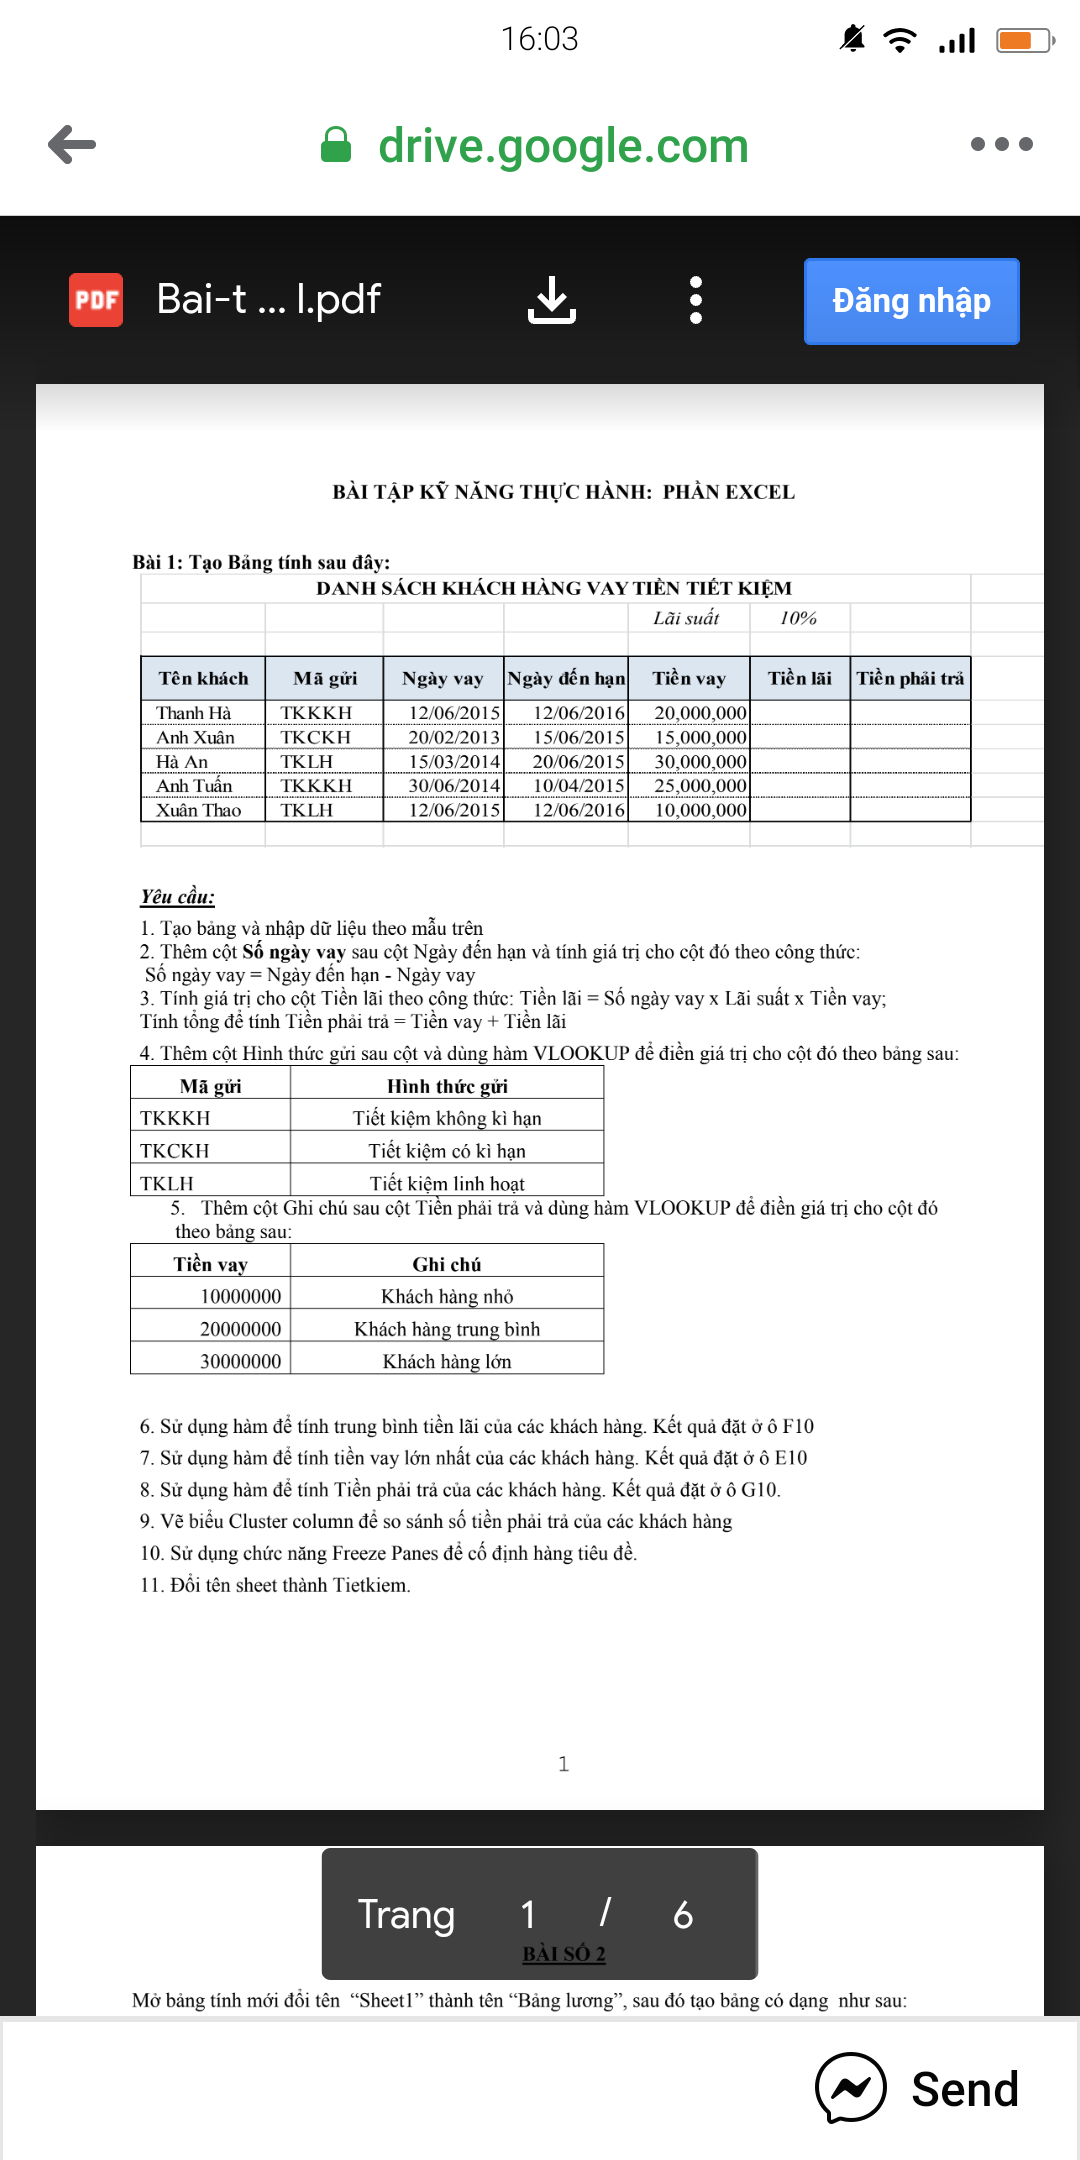 16:03
drive.google.com
PDF Bai-t ... l.pdf Đăng nhập
BÀI TẬP KỸ NĂNG THỰC HÀNH: PHẦN EXCEL
Bài 1: Tạo Bảng tính sau đây:
DANH SÁCH KHÁCH HÀNG VAY TIỀN TIẾT KIỆM
Lãi suất 10%
Tên khách Mã gửi Ngày vay Ngày đến hạn Tiền vay Tiền lãi Tiền phải trả
Thanh Hà TKKKH 12/06/2015 12/06/2016 20,000,000
Anh Xuân TKCKH 20/02/2013 15/06/2015 15,000,000
Hà An TKLH 15/03/2014 20/06/2015 30,000,000
Anh Tuấn TKKKH 30/06/2014 10/04/2015 25,000,000
Xuân Thao TKLH 12/06/2015 12/06/2016 10,000,000
Yêu cầu:
1. Tạo bảng và nhập dữ liệu theo mẫu trên
2. Thêm cột Số ngày vay sau cột Ngày đến hạn và tính giá trị cho cột đó theo công thức:
Số ngày vay = Ngày đến hạn - Ngày vay
3. Tính giá trị cho cột Tiền lãi theo công thức: Tiền lãi = Số ngày vay x Lãi suất x Tiền vay;
Tính tổng để tính Tiền phải trả = Tiền vay + Tiền lãi
4. Thêm cột Hình thức gửi sau cột và dùng hàm VLOOKUP để điền giá trị cho cột đó theo bảng sau:
Mã gửi Hình thức gửi
TKKKH Tiết kiệm không kì hạn
TKCKH Tiết kiệm có kì hạn
TKLH Tiết kiệm linh hoạt
5. Thêm cột Ghi chú sau cột Tiền phải trả và dùng hàm VLOOKUP để điền giá trị cho cột đó
theo bảng sau:
Tiền vay Ghi chú
10000000 Khách hàng nhỏ
20000000 Khách hàng trung bình
30000000 Khách hàng lớn
6. Sử dụng hàm để tính trung bình tiền lãi của các khách hàng. Kết quả đặt ở ô F10
7. Sử dụng hàm để tính tiền vay lớn nhất của các khách hàng. Kết quả đặt ở ô E10
8. Sử dụng hàm để tính Tiền phải trả của các khách hàng. Kết quả đặt ở ô G10.
9. Vẽ biểu Cluster column để so sánh số tiền phải trả của các khách hàng
10. Sử dụng chức năng Freeze Panes để cố định hàng tiêu đề.
11. Đổi tên sheet thành Tietkiem.
1
Trang 1 / 6
BÀI SỐ 2
Mở bảng tính mới đổi tên “Sheet1” thành tên “Bảng lương”, sau đó tạo bảng có dạng như sau:
Send